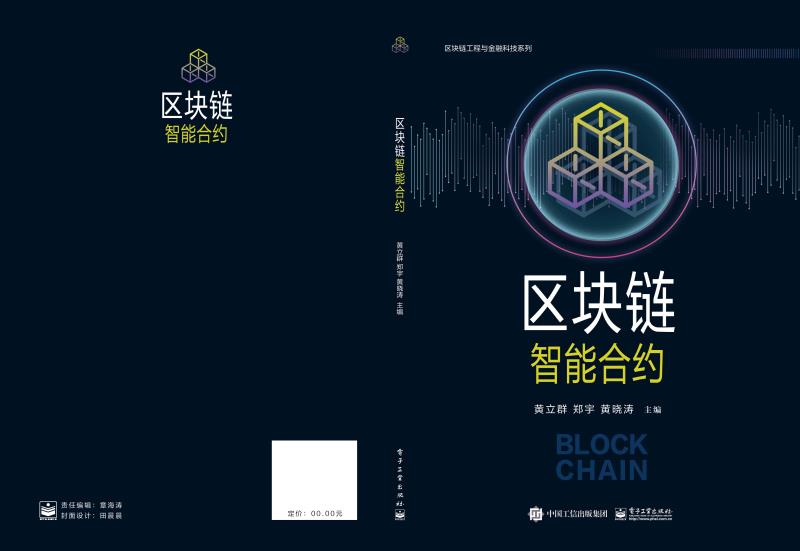 区块链
智能合约
责任编辑：章海涛
封面设计：田晨晨
定价：00.00元
区块链智能合约
黄立群 郑宇 黄晓涛 主编
电子工业出版社
区块链工程与金融科技系列
区块链
智能合约
黄立群 郑宇 黄晓涛 主编
BLOCK
CHAIN
中国工信出版集团
电子工业出版社
http://www.phei.com.cn